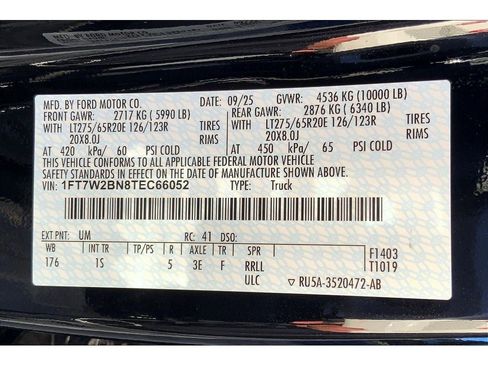 MFD. BY FORD MOTOR CO. 09/25 GVWR: 4536 KG (10000 LB)
FRONT GAWR: 2717 KG (5990 LB) REAR GAWR: 2876 KG (6340 LB)
WITH LT275/65R20E 126/123R TIRES WITH LT275/65R20E 126/123R TIRES
20X8.0J 20X8.0J
AT 420 kPa/ 60 PSI COLD AT 450 kPa/ 65 PSI COLD
THIS VEHICLE CONFORMS TO ALL APPLICABLE FEDERAL MOTOR VEHICLE
SAFETY STANDARDS IN EFFECT ON THE DATE OF MANUFACTURE SHOWN ABOVE.
VIN: 1FT7W2BN8TEC66052 TYPE: Truck
EXT PNT: UM RC: 41 DSO:
WB INT TR TP/PS R AXLE TR SPR F1403
176 1S 5 3E F RRLL T1019
ULC RU5A-3520472-AB